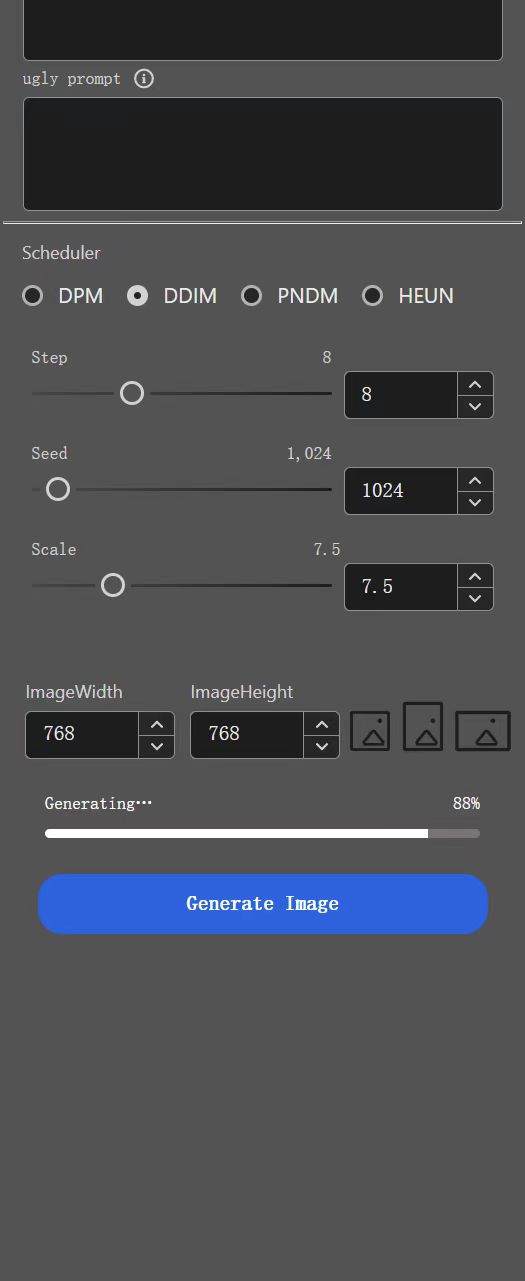 ugly prompt
Scheduler
DPM DDIM PNDM HEUN
Step 8
8
Seed 1,024
1024
Scale 7.5
7.5
ImageWidth ImageHeight
768 768
Generating··· 88%
Generate Image